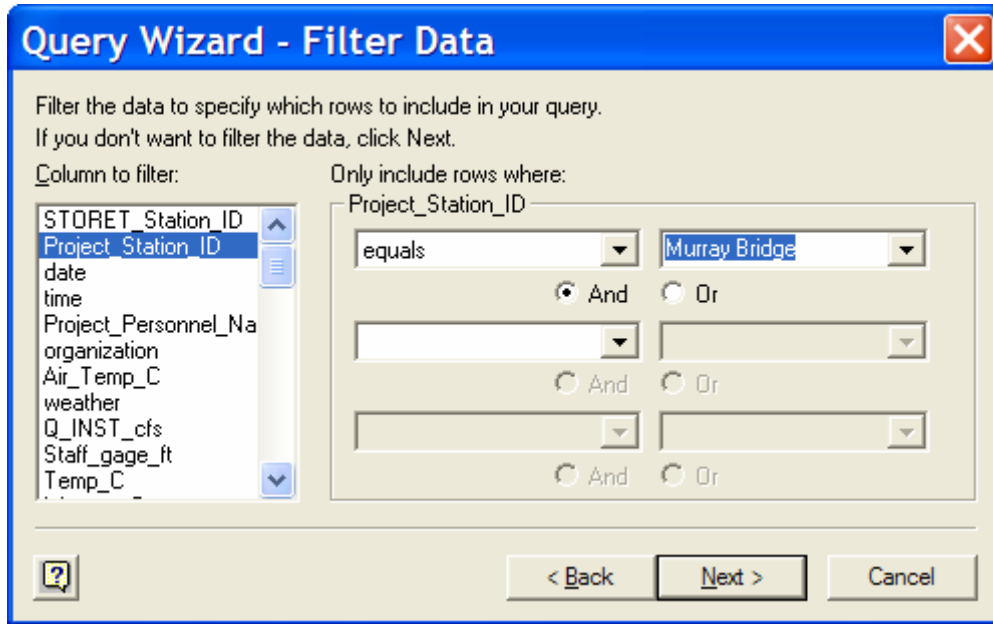 Query Wizard - Filter Data
Filter the data to specify which rows to include in your query.
If you don't want to filter the data, click Next.
Column to filter:
STORET_Station_ID
Project_Station_ID
date
time
Project_Personnel_Na
organization
Air_Temp_C
weather
Q_INST_cfs
Staff_gage_ft
Temp_C
Only include rows where:
Project_Station_ID
equals Murray Bridge
And Or
And Or
And Or
? < Back Next > Cancel